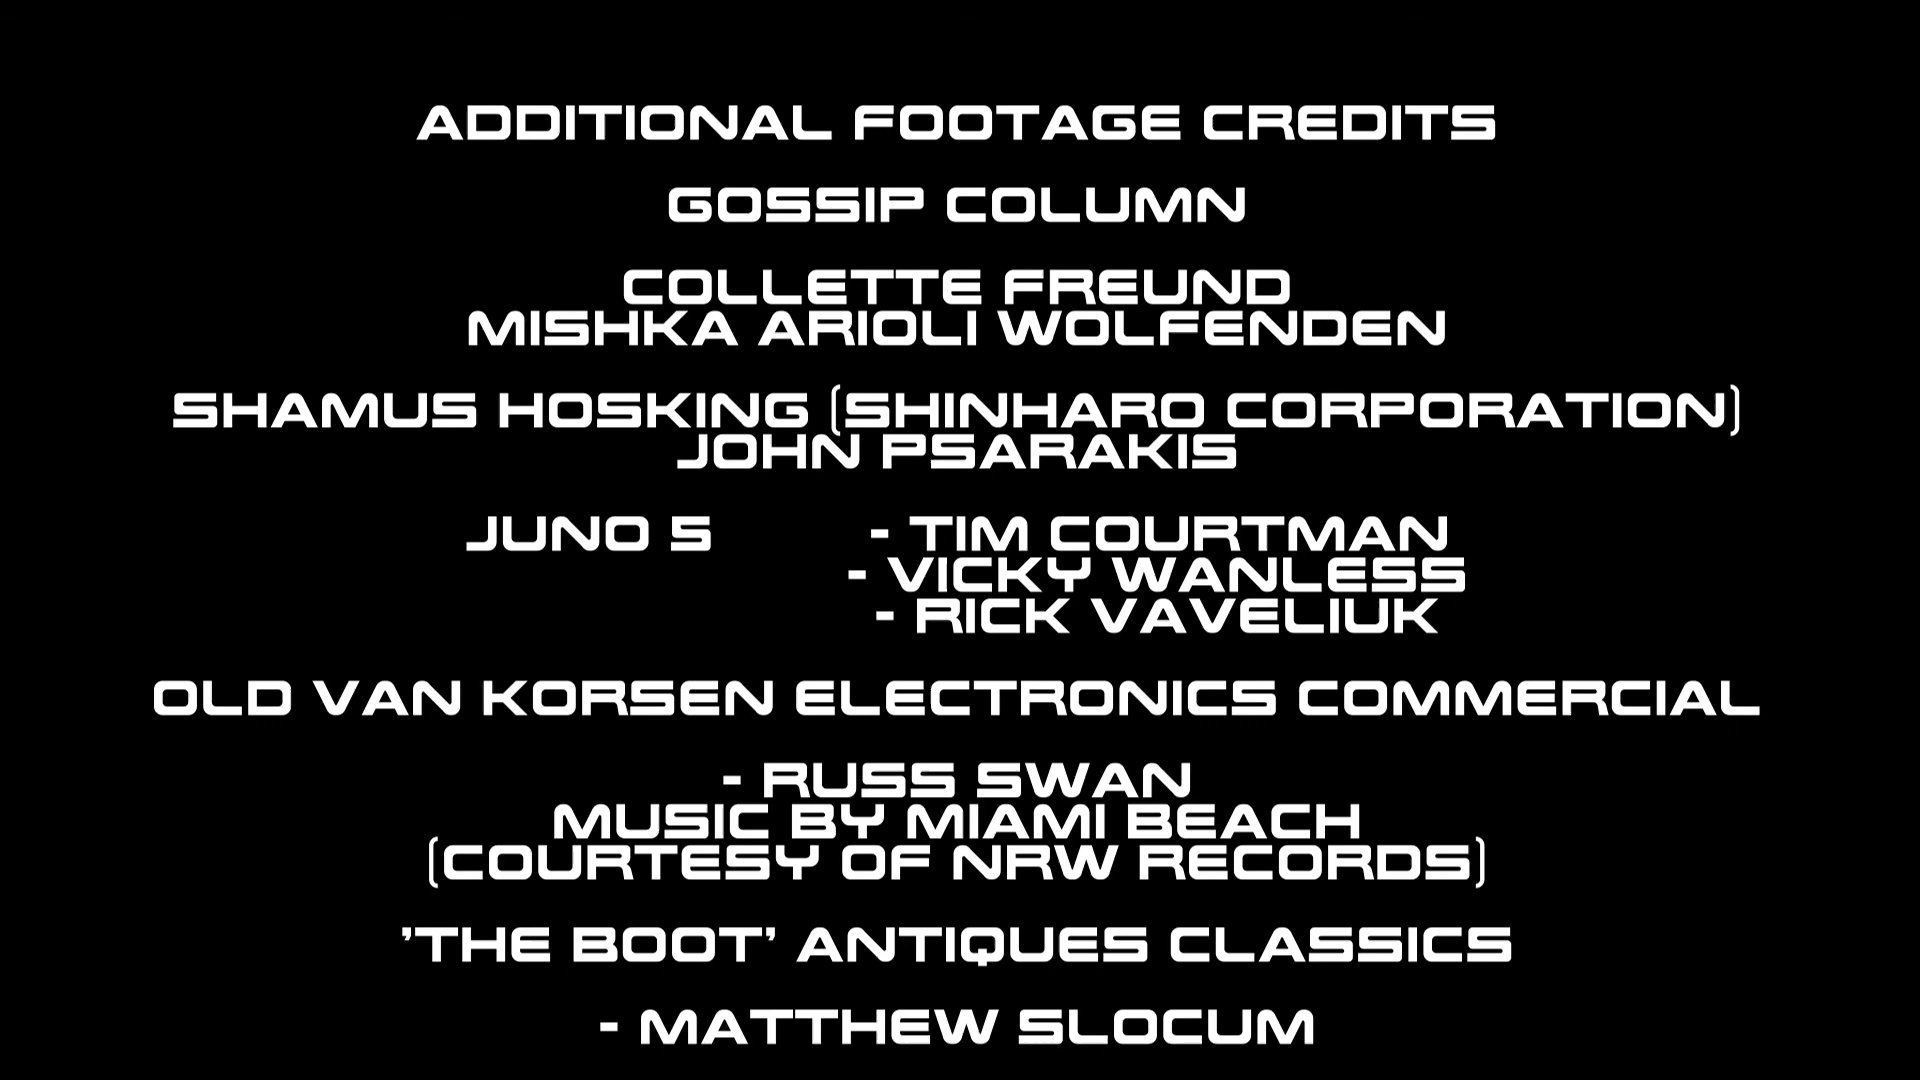 ADDITIONAL FOOTAGE CREDITS
GOSSIP COLUMN
COLLETTE FREUND
MISHKA ARIOLI WOLFENDEN
SHAMUS HOSKING (SHINHARO CORPORATION)
JOHN PSARAKIS
JUNO 5 - TIM COURTMAN
- VICKY WANLESS
- RICK VAVELIUK
OLD VAN KORSEN ELECTRONICS COMMERCIAL
- RUSS SWAN
MUSIC BY MIAMI BEACH
(COURTESY OF NRW RECORDS)
'THE BOOT' ANTIQUES CLASSICS
- MATTHEW SLOCUM